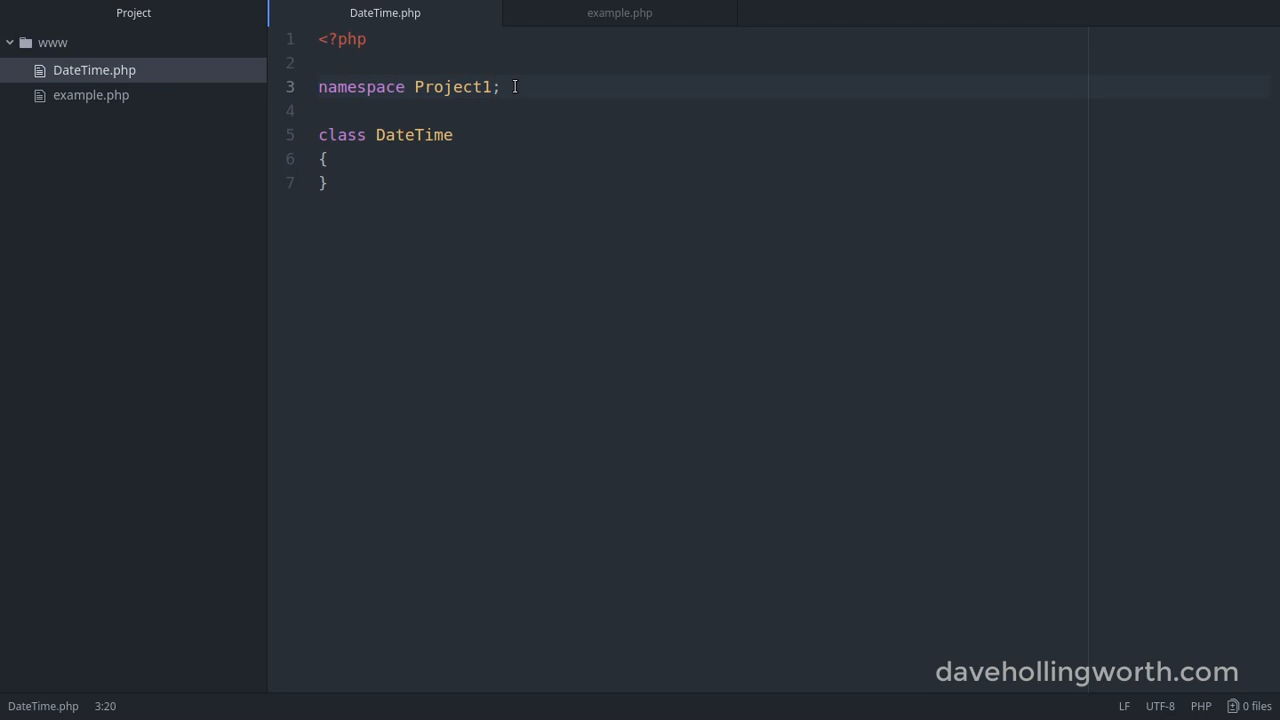 Project
DateTime.php
example.php
www
DateTime.php
example.php
1 <?php
2
3 namespace Project1;
4
5 class DateTime
6 {
7 }
davehollingworth.com
DateTime.php 3:20
LF UTF-8 PHP 0 files